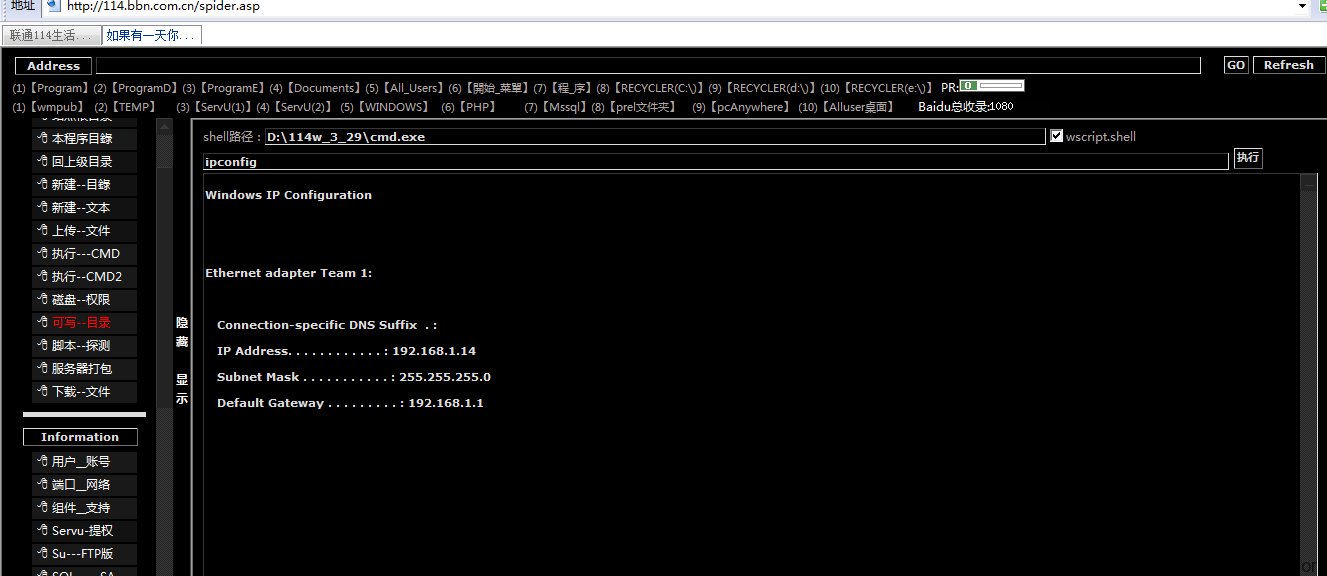 地址 http://114.bbn.com.cn/spider.asp
联通114生活... 如果有一天你...
Address GO Refresh
(1)【Program】(2)【ProgramD】(3)【ProgramE】(4)【Documents】(5)【All_Users】(6)【開始_菜單】(7)【程_序】(8)【RECYCLER(C:\)】(9)【RECYCLER(d:\)】(10)【RECYCLER(e:\)】 PR: 0
(1)【wmpub】 (2)【TEMP】 (3)【ServU(1)】(4)【ServU(2)】 (5)【WINDOWS】 (6)【PHP】 (7)【Mssql】(8)【prel文件夹】 (9)【pcAnywhere】 (10)【Alluser桌面】 Baidu总收录:1080
本程序目錄
回上级目录
新建--目錄
新建--文本
上传--文件
执行---CMD
执行--CMD2
磁盘--权限
可写--目录
脚本--探测
服务器打包
下载--文件
Information
用户__账号
端口__网络
组件__支持
Servu-提权
Su---FTP版
隐藏 显示
shell路径: D:\114w_3_29\cmd.exe wscript.shell
ipconfig 执行
Windows IP Configuration
Ethernet adapter Team 1:
Connection-specific DNS Suffix . :
IP Address. . . . . . . . . . . . : 192.168.1.14
Subnet Mask . . . . . . . . . . . : 255.255.255.0
Default Gateway . . . . . . . . . : 192.168.1.1